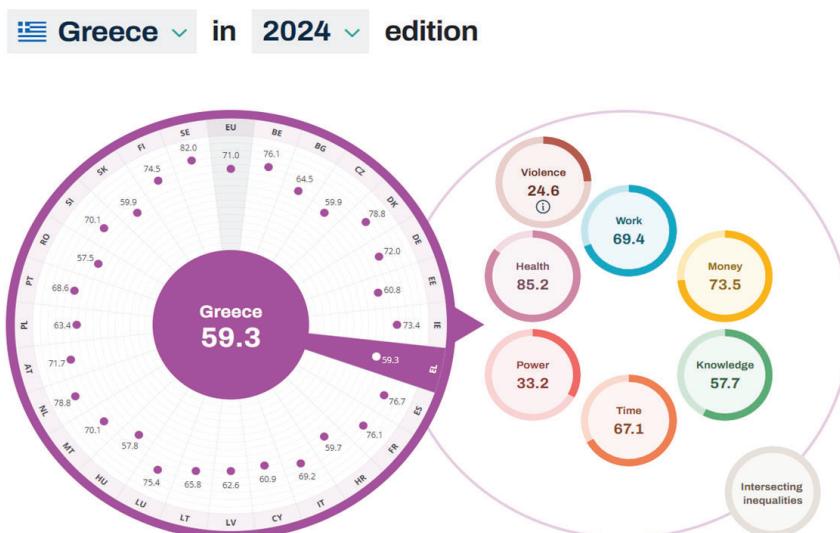 Greece in 2024 edition
EU
71.0
BE
76.1
BG
64.5
CZ
59.9
DK
78.8
DE
72.0
EE
60.8
IE
73.4
EL
59.3
ES
76.7
FR
76.1
HR
59.7
IT
69.2
CY
60.9
LV
62.6
LT
65.8
LU
75.4
HU
57.8
MT
70.1
NL
78.8
AT
71.7
PL
63.4
PT
68.6
RO
57.5
SI
70.1
SK
59.9
FI
74.5
SE
82.0
Greece
59.3
Violence
24.6
Work
69.4
Health
85.2
Money
73.5
Power
33.2
Knowledge
57.7
Time
67.1
Intersecting
inequalities